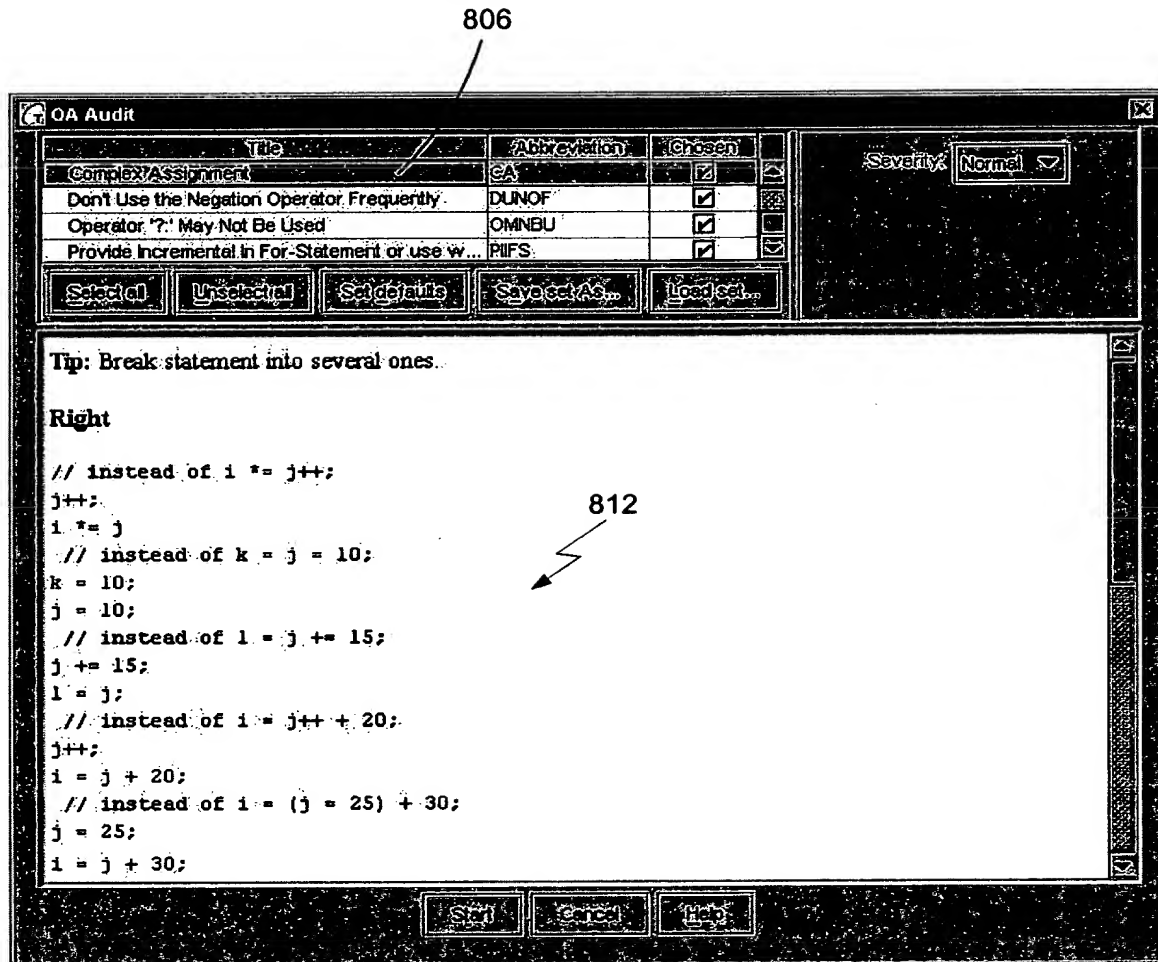 806
QA Audit
Title Abbreviation Chosen
Severity: Normal
Complex Assignment CA
Don't Use the Negation Operator Frequently DUNOF
Operator '?:' May Not Be Used OMNBU
Provide Incremental In For-Statement or use w... PIIFS
Select all Unselect all Set defaults Save set As... Load set...
Tip: Break statement into several ones.
Right
// instead of i *= j++;
j++;
i *= j
812
// instead of k = j = 10;
k = 10;
j = 10;
// instead of l = j += 15;
j += 15;
l = j;
// instead of i = j++ + 20;
j++;
i = j + 20;
// instead of i = (j = 25) + 30;
j = 25;
i = j + 30;
Start Cancel Help